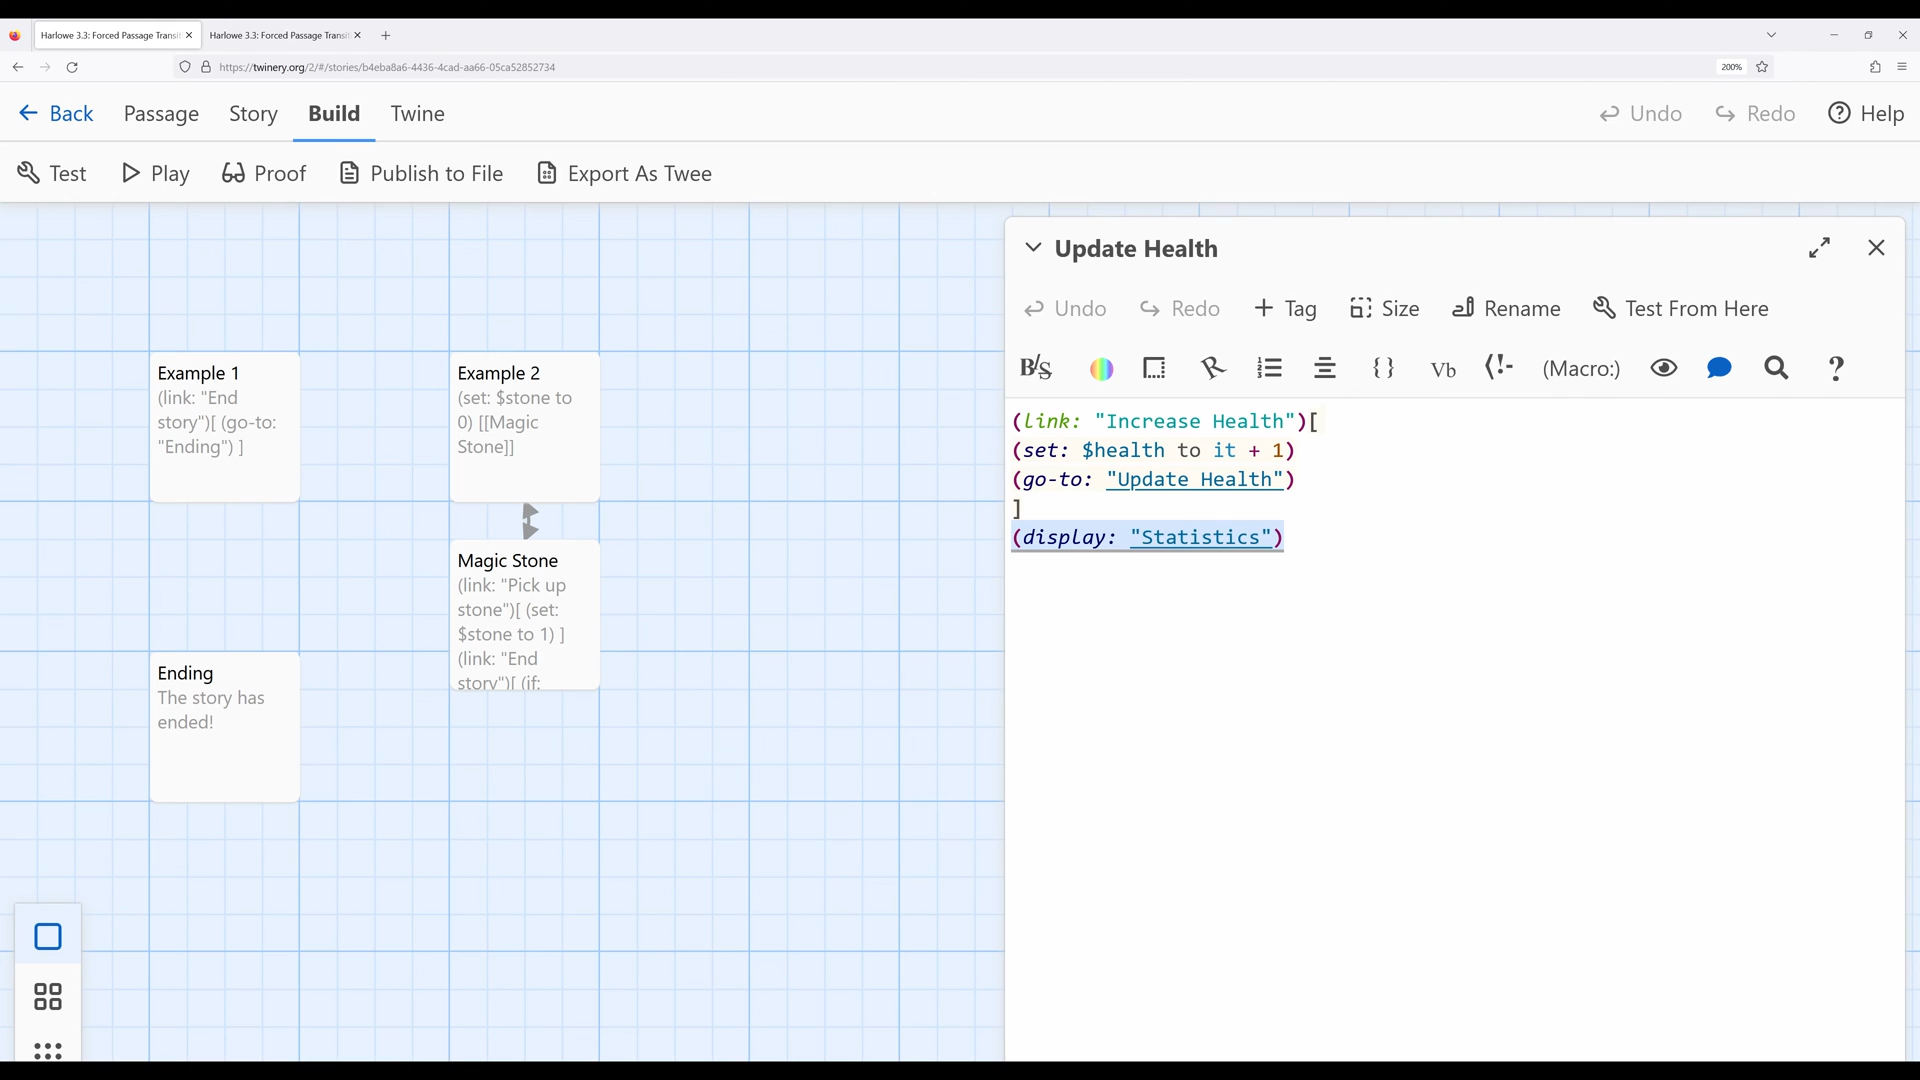 Harlowe 3.3: Forced Passage Transiti
Harlowe 3.3: Forced Passage Transiti
https://twinery.org/2/#/stories/b4eba8a6-4436-4cad-aa66-05ca52852734
200%
Back
Passage
Story
Build
Twine
Undo
Redo
Help
Test
Play
Proof
Publish to File
Export As Twee
Example 1
(link: "End
story")[ (go-to:
"Ending") ]
Example 2
(set: $stone to
0) [[Magic
Stone]]
Magic Stone
(link: "Pick up
stone")[ (set:
$stone to 1) ]
(link: "End
story")[ (if:
Ending
The story has
ended!
Update Health
Undo
Redo
+ Tag
Size
Rename
Test From Here
B/S
{ }
Vb
(Macro:)
?
(link: "Increase Health")[
(set: $health to it + 1)
(go-to: "Update Health")
]
(display: "Statistics")